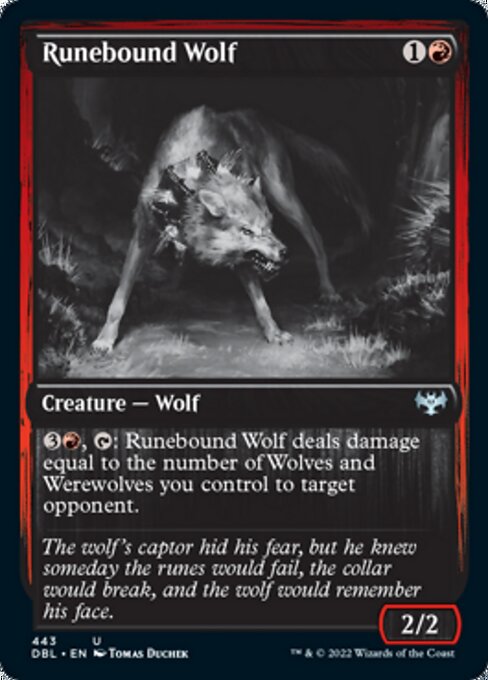 Runebound Wolf 1
Creature — Wolf
3, : Runebound Wolf deals damage
equal to the number of Wolves and
Werewolves you control to target
opponent.
The wolf's captor hid his fear, but he knew
someday the runes would fail, the collar
would break, and the wolf would remember
his face.
2/2
443 U
DBL • EN Tomas Duchek
™ & © 2022 Wizards of the Coast